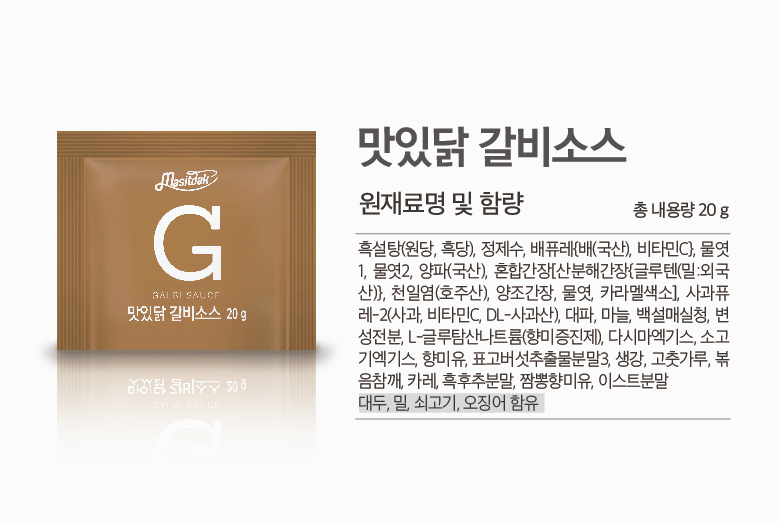 Masitdak
G
GALBI SAUCE
맛있닭 갈비소스 20 g
맛있닭 갈비소스
원재료명 및 함량
총 내용량 20 g
흑설탕(원당, 흑당), 정제수, 배퓨레{배(국산), 비타민C}, 물엿
1, 물엿2, 양파(국산), 혼합간장[산분해간장{글루텐(밀:외국
산)}, 천일염(호주산), 양조간장, 물엿, 카라멜색소], 사과퓨
레-2(사과, 비타민C, DL-사과산), 대파, 마늘, 백설매실청, 변
성전분, L-글루탐산나트륨(향미증진제), 다시마엑기스, 소고
기엑기스, 향미유, 표고버섯추출물분말3, 생강, 고춧가루, 볶
음참깨, 카레, 흑후추분말, 짬뽕향미유, 이스트분말
대두, 밀, 쇠고기, 오징어 함유